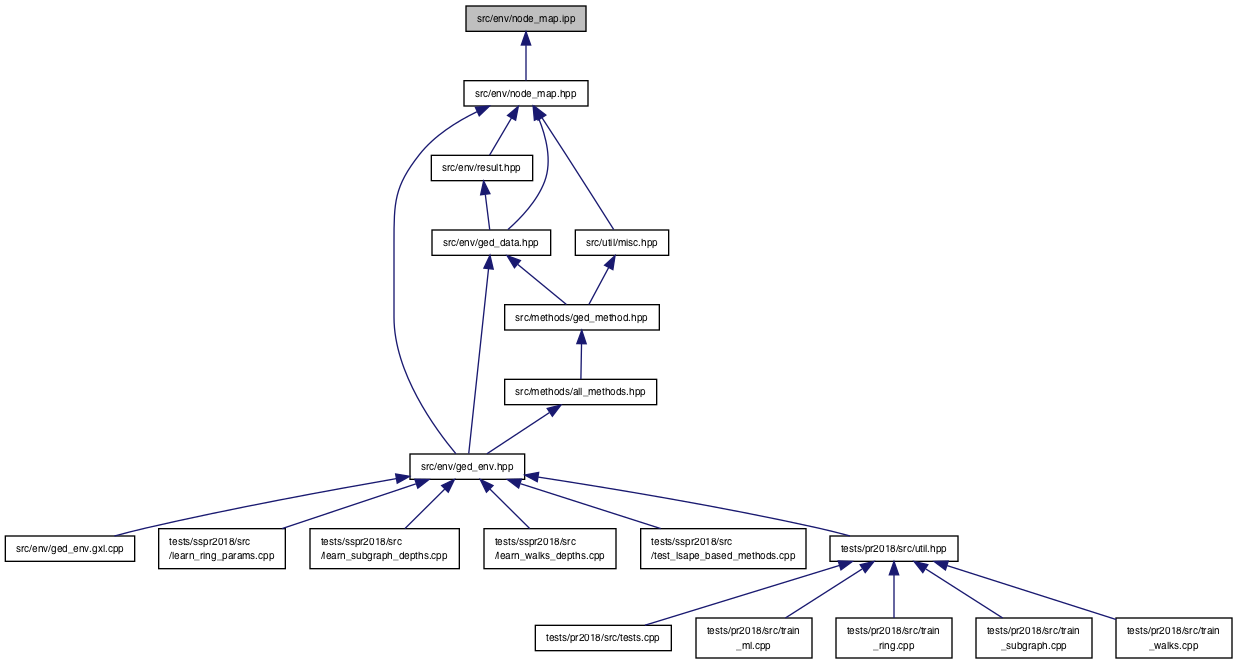 src/env/node_map.ipp
src/env/node_map.hpp
src/env/result.hpp
src/env/ged_data.hpp
src/util/misc.hpp
src/methods/ged_method.hpp
src/methods/all_methods.hpp
src/env/ged_env.hpp
src/env/ged_env.gxl.cpp
tests/sspr2018/src
/learn_ring_params.cpp
tests/sspr2018/src
/learn_subgraph_depths.cpp
tests/sspr2018/src
/learn_walks_depths.cpp
tests/sspr2018/src
/test_lsape_based_methods.cpp
tests/pr2018/src/util.hpp
tests/pr2018/src/tests.cpp
tests/pr2018/src/train
_ml.cpp
tests/pr2018/src/train
_ring.cpp
tests/pr2018/src/train
_subgraph.cpp
tests/pr2018/src/train
_walks.cpp